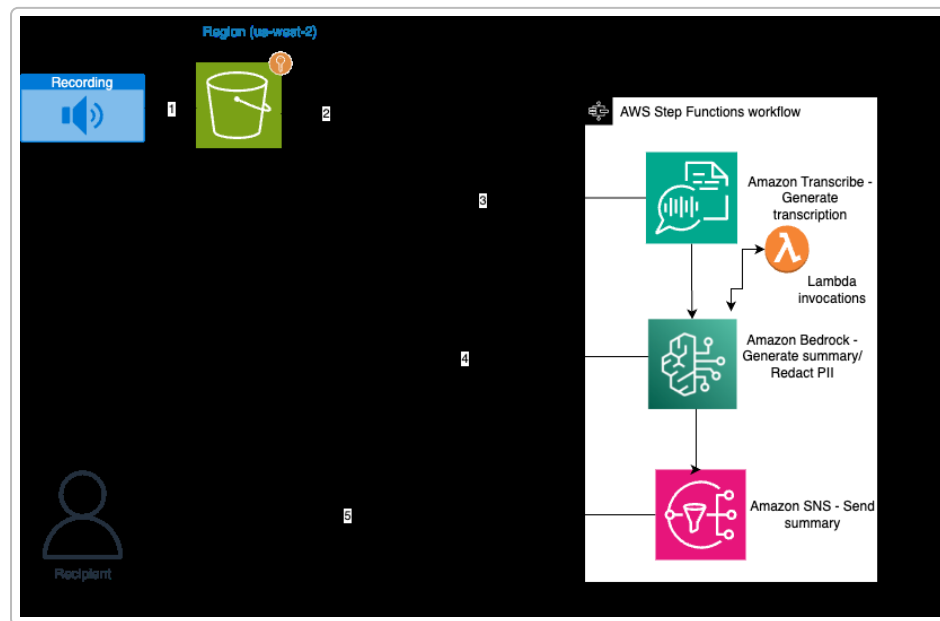 Region (us-west-2)
Recording
1
2
AWS Step Functions workflow
Amazon Transcribe -
Generate
transcription
3
Lambda
invocations
Amazon Bedrock -
Generate summary/
Redact PII
4
Amazon SNS - Send
summary
5
Recipient